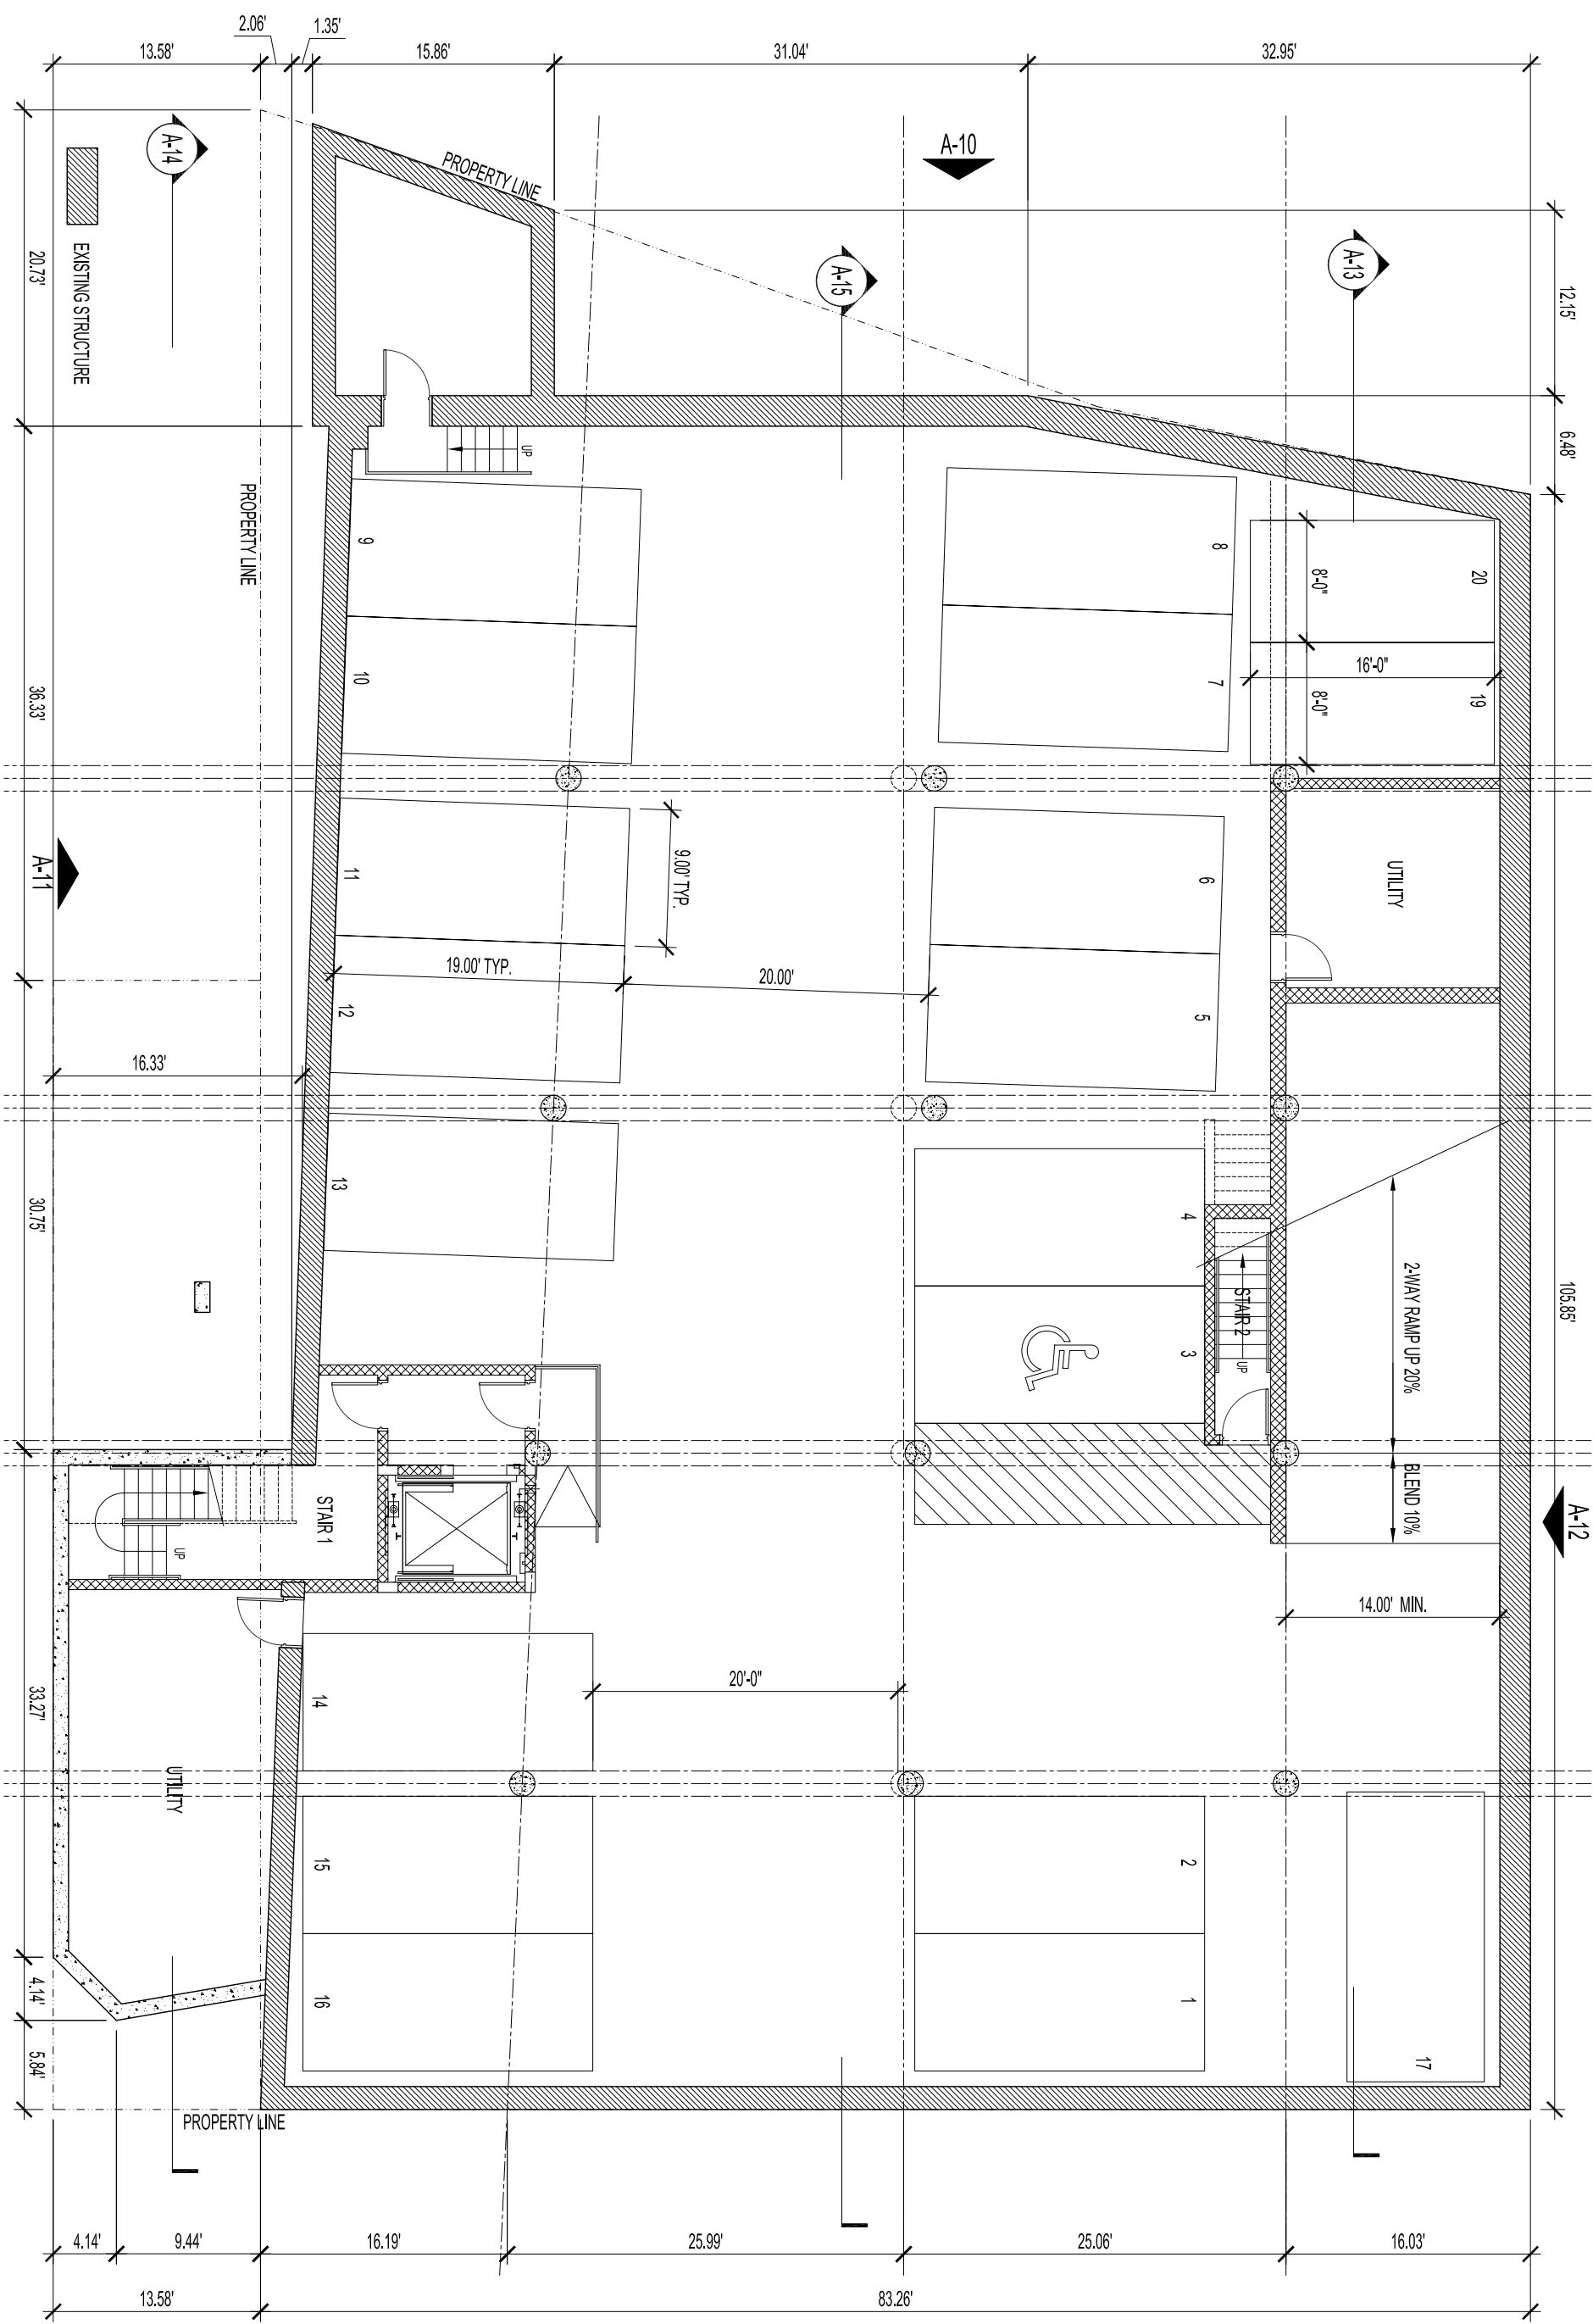 2.06'
1.35'
13.58'
15.86'
31.04'
32.95'
A-14
A-10
PROPERTY LINE
A-15
A-13
12.15'
20.73'
EXISTING STRUCTURE
6.48'
UP
PROPERTY LINE
9
8
20
8'-0"
16'-0"
10
7
8'-0"
19
36.33'
A-11
11
9.00' TYP.
6
UTILITY
19.00' TYP.
20.00'
12
5
16.33'
13
4
30.75'
105.85'
2-WAY RAMP UP 20%
STAIR 2
UP
3
BLEND 10%
A-12
STAIR 1
UP
14.00' MIN.
14
20'-0"
33.27'
UTILITY
15
2
16
1
17
4.14'
5.84'
PROPERTY LINE
4.14'
9.44'
16.19'
25.99'
25.06'
16.03'
13.58'
83.26'